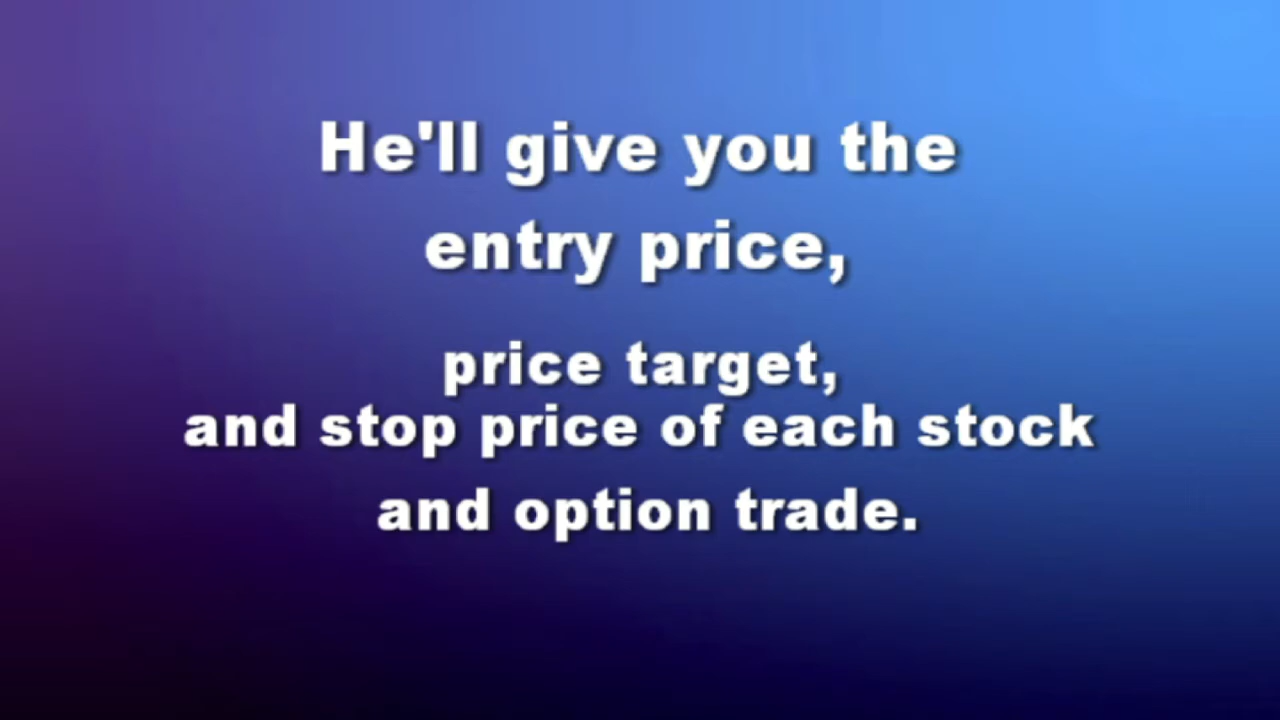 He'll give you the
entry price,
price target,
and stop price of each stock
and option trade.